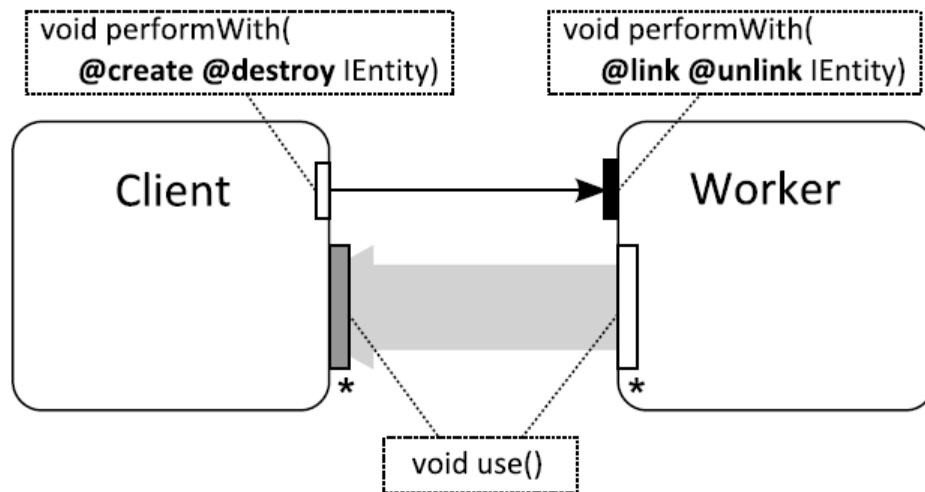 void performWith(
@create @destroy IEntity)
void performWith(
@link @unlink IEntity)
Client
Worker
*
*
void use()